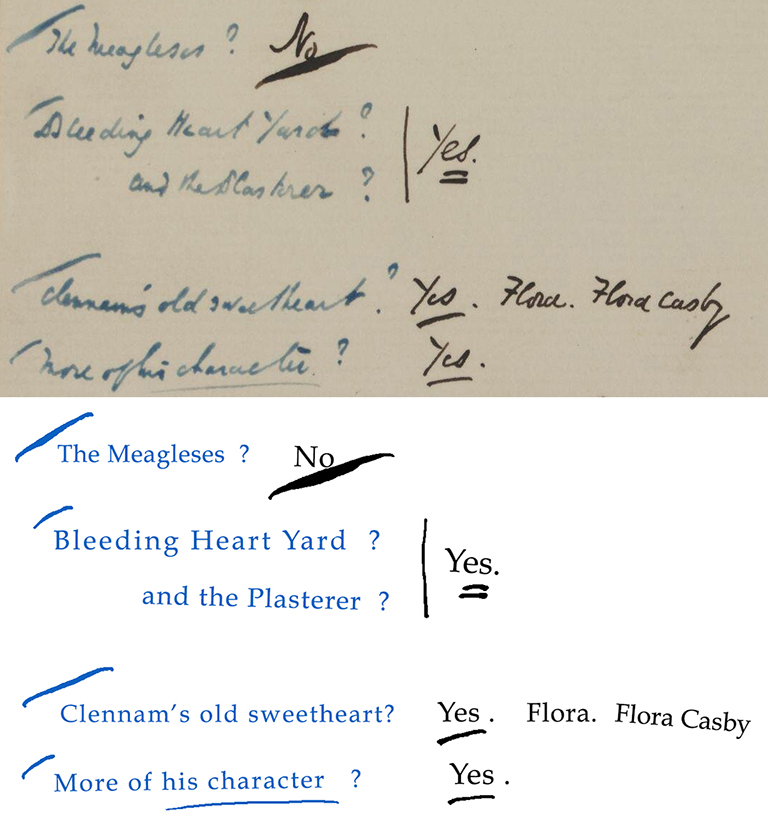 The Meagleses ? No
Bleeding Heart Yard ?
and the Plasterer ? Yes.
Clennam's old sweetheart ? Yes. Flora. Flora Casby
More of his character ? Yes.
The Meagleses ? No
Bleeding Heart Yard ?
Yes.
and the Plasterer ?
Clennam's old sweetheart? Yes . Flora. Flora Casby
More of his character ? Yes .